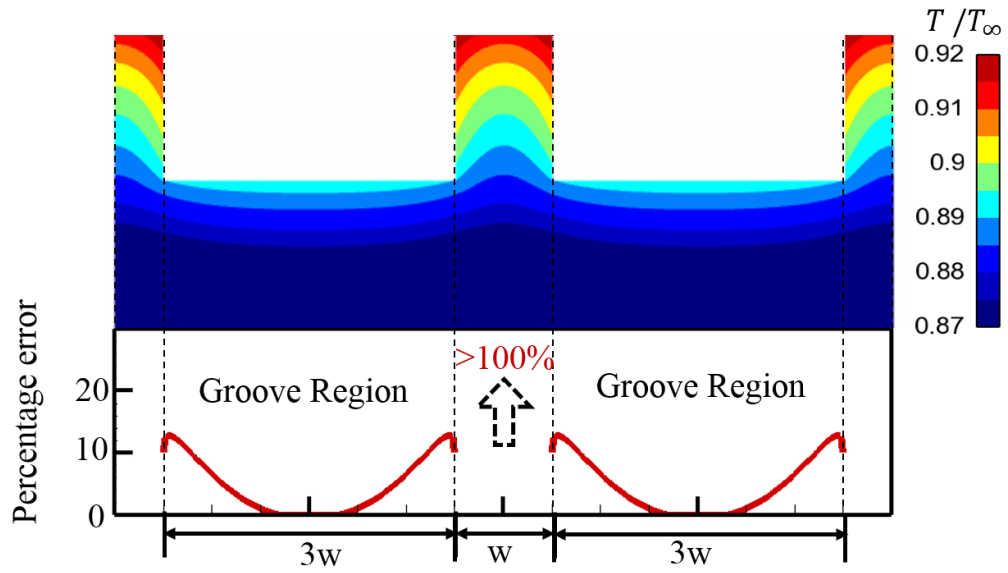 T /T∞
0.92
0.91
0.9
0.89
0.88
0.87
Percentage error
20
10
0
Groove Region
>100%
Groove Region
3w
w
3w